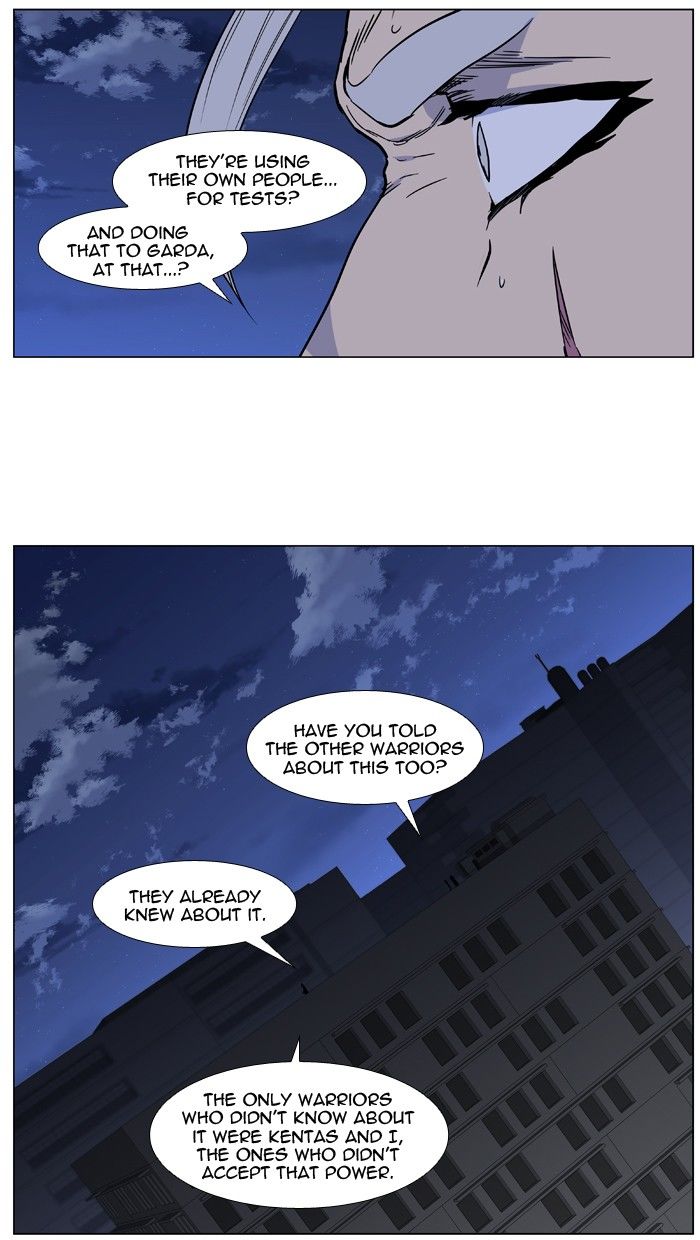 THEY'RE USING
THEIR OWN PEOPLE...
FOR TESTS?
AND DOING
THAT TO GARDA,
AT THAT...?
HAVE YOU TOLD
THE OTHER WARRIORS
ABOUT THIS TOO?
THEY ALREADY
KNEW ABOUT IT.
THE ONLY WARRIORS
WHO DIDN'T KNOW ABOUT
IT WERE KENTAS AND I,
THE ONES WHO DIDN'T
ACCEPT THAT POWER.